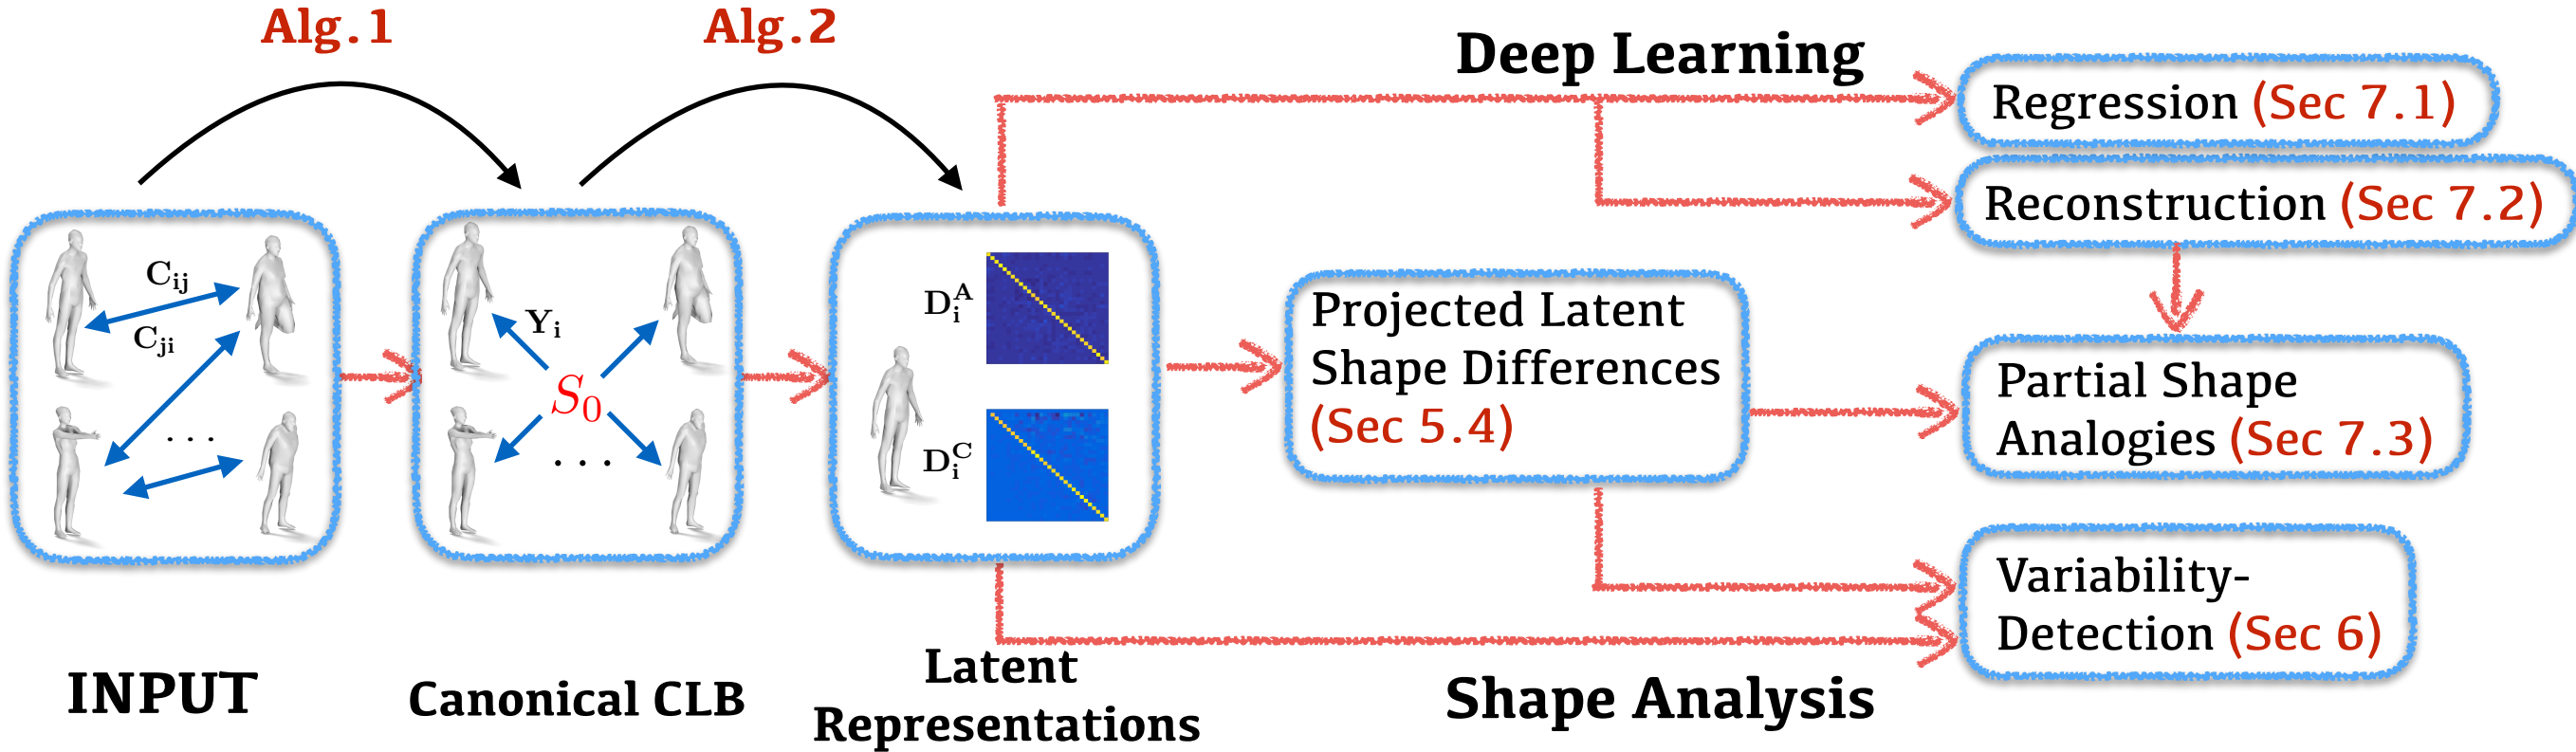 Alg.1
Alg.2
Deep Learning
Regression (Sec 7.1)
Reconstruction (Sec 7.2)
C_ij
C_ji
...
Y_i
S_0
...
D_i^A
D_i^C
Projected Latent
Shape Differences
(Sec 5.4)
Partial Shape
Analogies (Sec 7.3)
Variability-
Detection (Sec 6)
INPUT
Canonical CLB
Latent
Representations
Shape Analysis